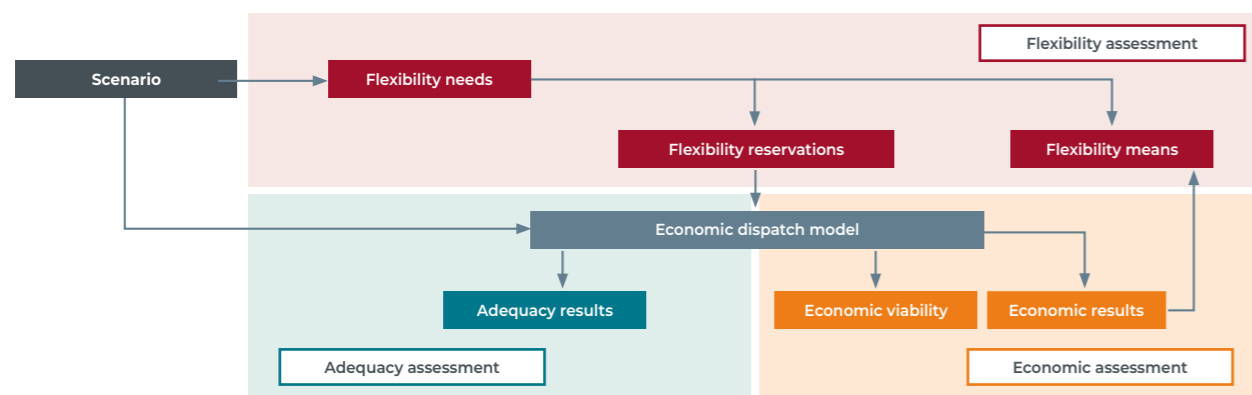 Flexibility assessment
Scenario
Flexibility needs
Flexibility reservations
Flexibility means
Economic dispatch model
Adequacy results
Economic viability
Economic results
Adequacy assessment
Economic assessment